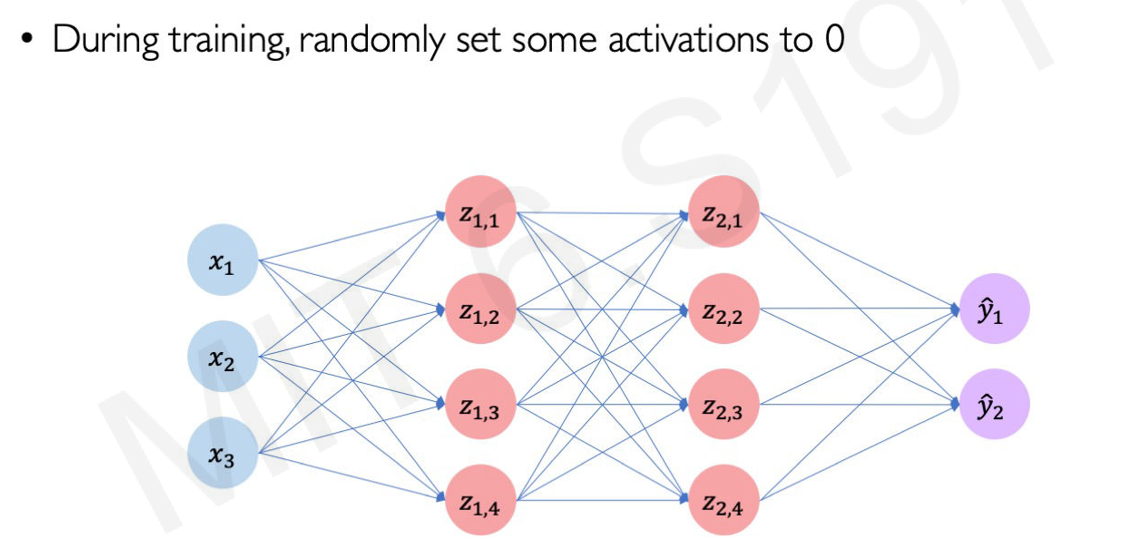 • During training, randomly set some activations to 0
MIT 6.S191
z₁,₁
z₂,₁
x₁
z₁,₂
z₂,₂
ŷ₁
x₂
z₁,₃
z₂,₃
ŷ₂
x₃
z₁,₄
z₂,₄